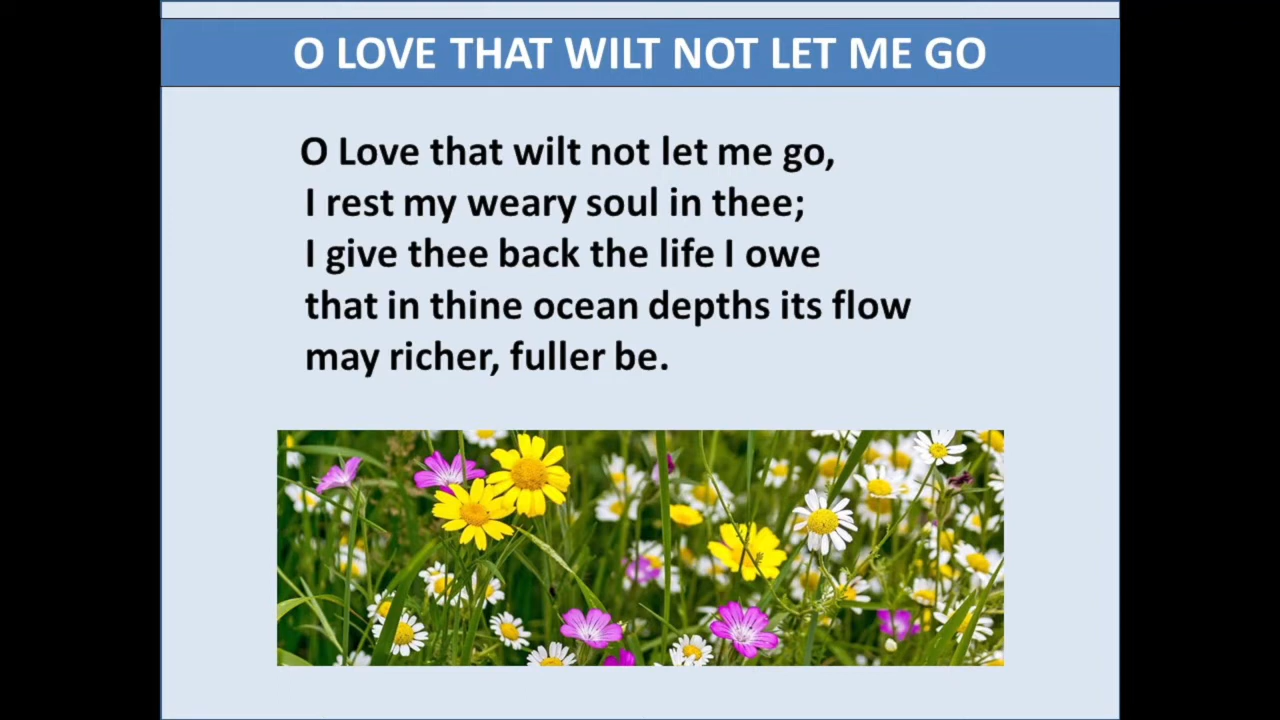 O LOVE THAT WILT NOT LET ME GO
O Love that wilt not let me go,
I rest my weary soul in thee;
I give thee back the life I owe
that in thine ocean depths its flow
may richer, fuller be.